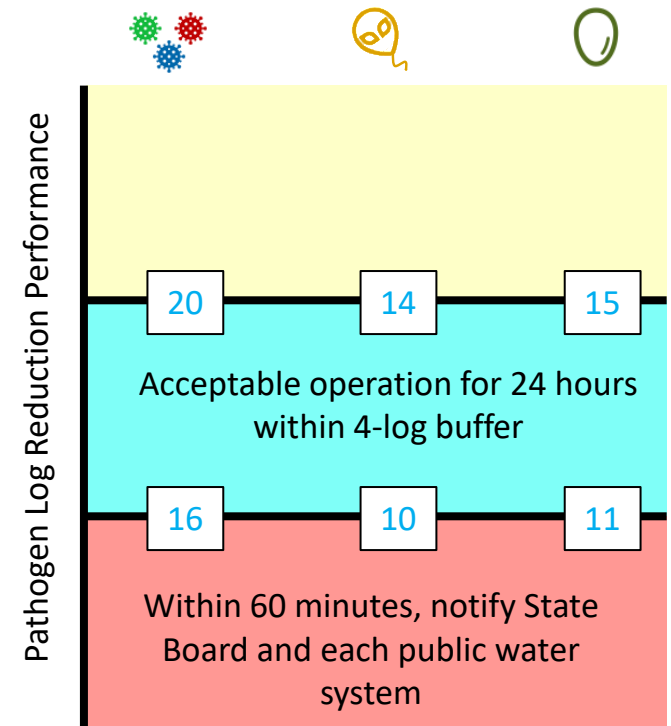 Pathogen Log Reduction Performance
20 14 15
Acceptable operation for 24 hours
within 4-log buffer
16 10 11
Within 60 minutes, notify State
Board and each public water
system